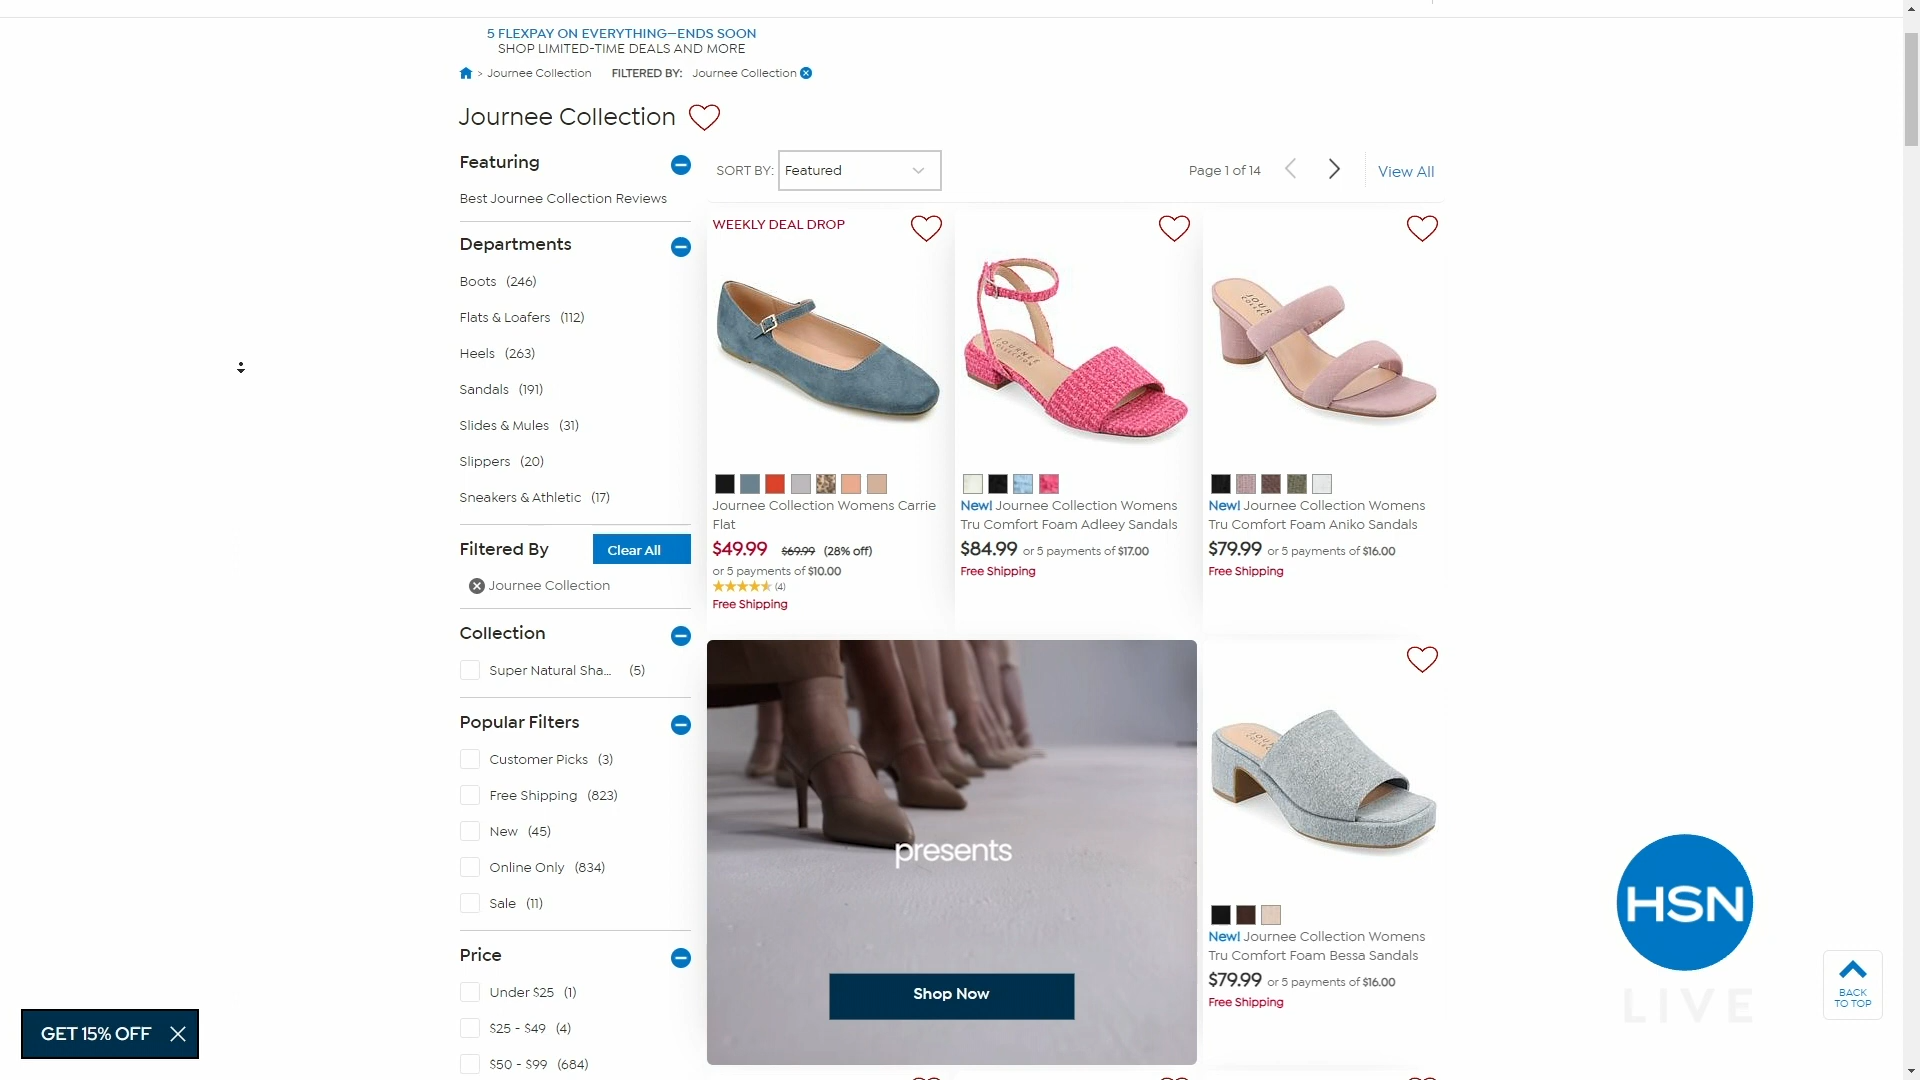 5 FLEXPAY ON EVERYTHING—ENDS SOON
SHOP LIMITED-TIME DEALS AND MORE
> Journee Collection FILTERED BY: Journee Collection
Journee Collection
Featuring
Best Journee Collection Reviews
Departments
Boots (246)
Flats & Loafers (112)
Heels (263)
Sandals (191)
Slides & Mules (31)
Slippers (20)
Sneakers & Athletic (17)
Filtered By
Clear All
Journee Collection
Collection
Super Natural Sha... (5)
Popular Filters
Customer Picks (3)
Free Shipping (823)
New (45)
Online Only (834)
Sale (11)
Price
Under $25 (1)
$25 - $49 (4)
$50 - $99 (684)
SORT BY: Featured
Page 1 of 14
View All
WEEKLY DEAL DROP
Journee Collection Womens Carrie
Flat
$49.99 $69.99 (28% off)
or 5 payments of $10.00
(4)
Free Shipping
New! Journee Collection Womens
Tru Comfort Foam Adleey Sandals
$84.99 or 5 payments of $17.00
Free Shipping
New! Journee Collection Womens
Tru Comfort Foam Aniko Sandals
$79.99 or 5 payments of $16.00
Free Shipping
presents
Shop Now
New! Journee Collection Womens
Tru Comfort Foam Bessa Sandals
$79.99 or 5 payments of $16.00
Free Shipping
HSN
LIVE
BACK
TO TOP
GET 15% OFF